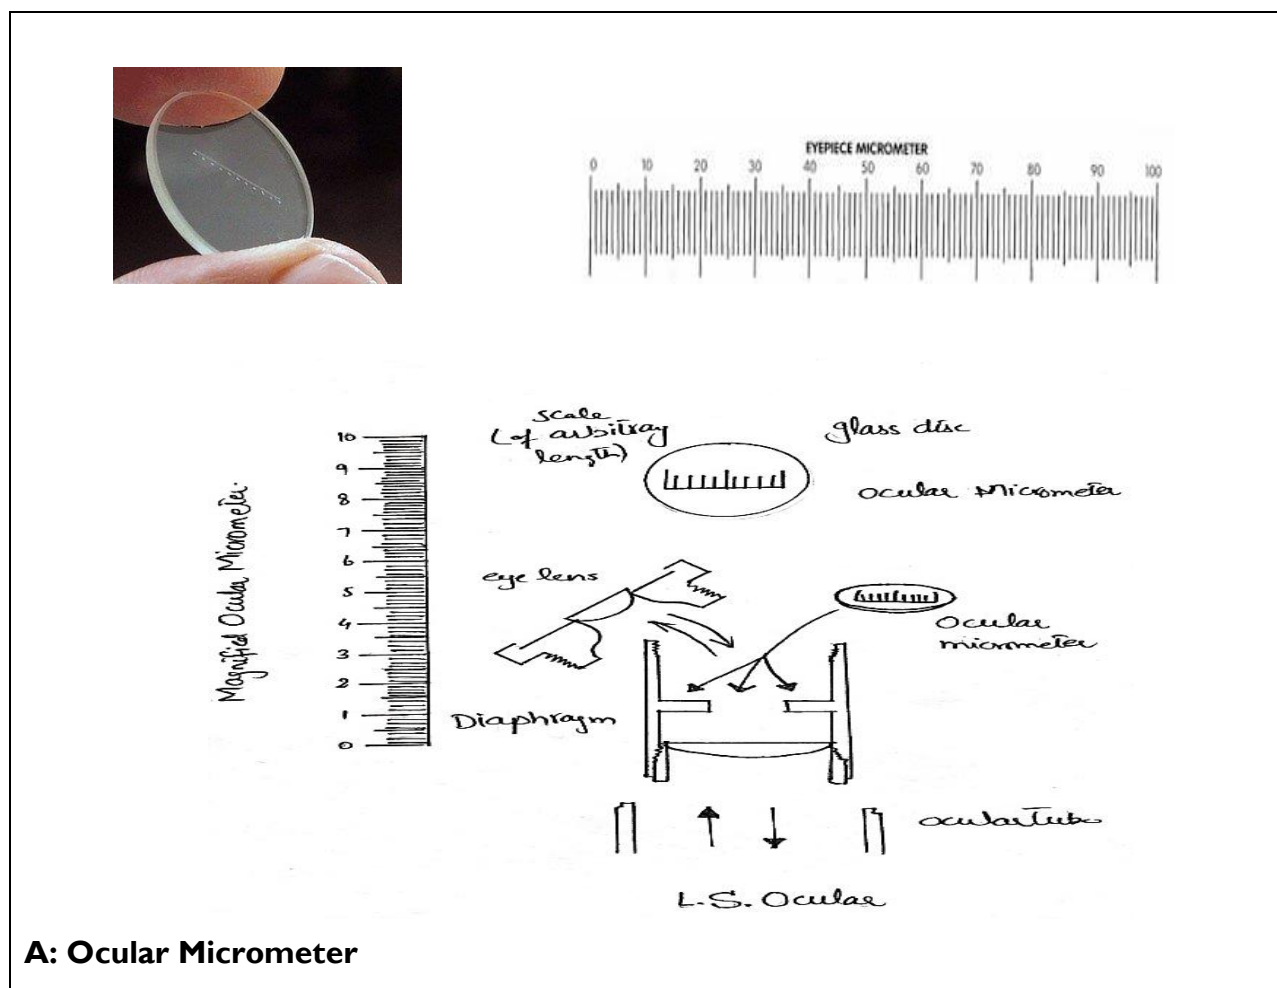 EYEPIECE MICROMETER
0 10 20 30 40 50 60 70 80 90 100
scale
(of arbitray
length)
glass disc
ocular Micrometer
Magnified Ocular Micrometer
10
9
8
7
6
5
4
3
2
1
0
eye lens
Ocular
micrometer
Diaphragm
ocular Tube
L.S. Ocular
A: Ocular Micrometer